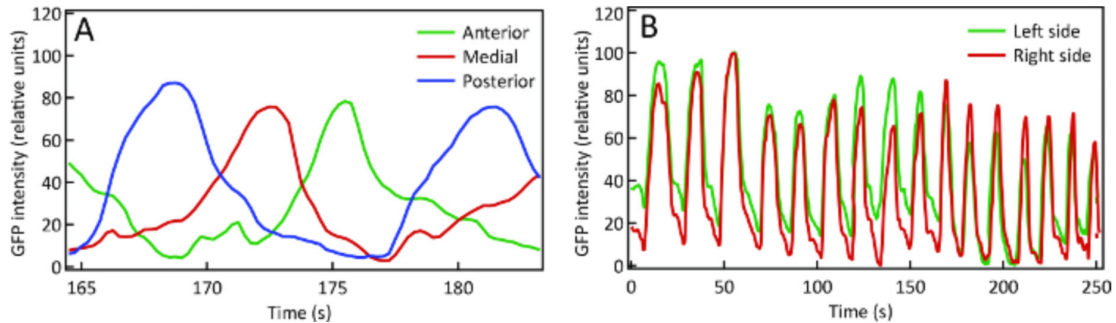 A
Anterior
Medial
Posterior
GFP intensity (relative units)
120
100
80
60
40
20
0
165
170
175
180
Time (s)
B
Left side
Right side
GFP intensity (relative units)
120
100
80
60
40
20
0
0
50
100
150
200
250
Time (s)